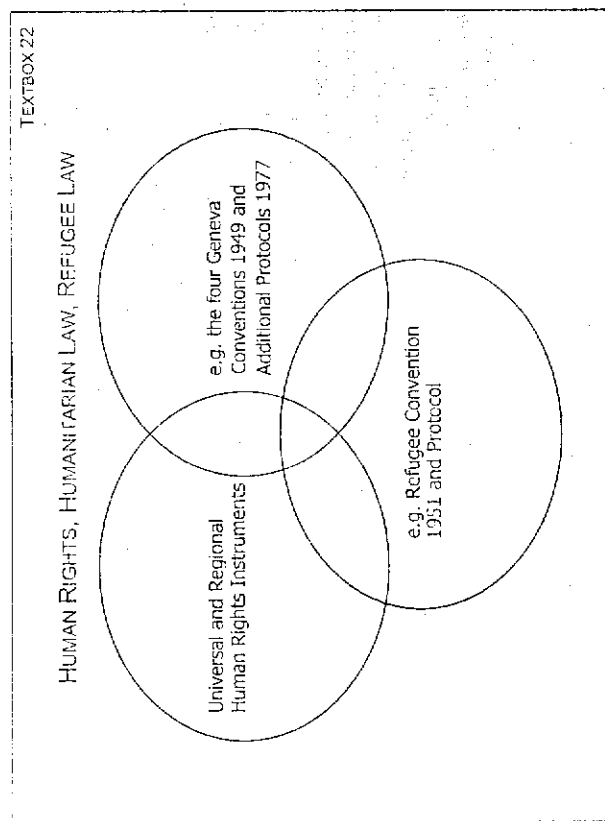 TEXTBOX 22
HUMAN RIGHTS, HUMANITARIAN LAW, REFUGEE LAW
Universal and Regional
Human Rights Instruments
e.g. the four Geneva
Conventions 1949 and
Additional Protocols 1977
e.g. Refugee Convention
1951 and Protocol